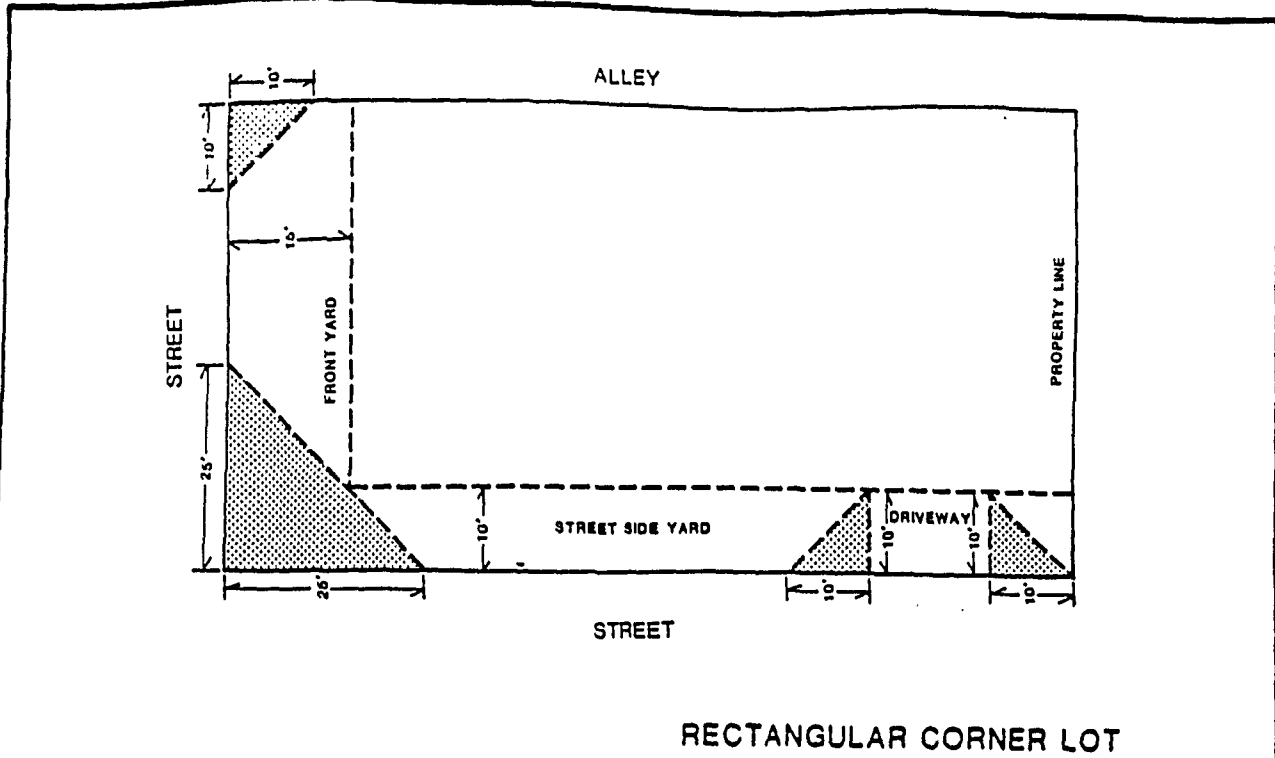 ALLEY
10'
10'
15'
FRONT YARD
STREET
PROPERTY LINE
25'
10'
STREET SIDE YARD
10'
DRIVEWAY
10'
25'
10'
10'
STREET
RECTANGULAR CORNER LOT